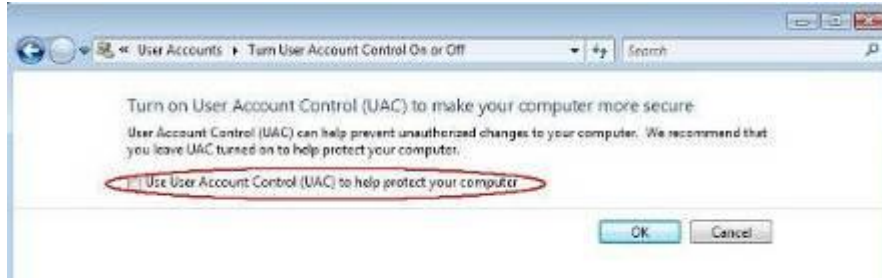 « User Accounts ▸ Turn User Account Control On or Off
Search
Turn on User Account Control (UAC) to make your computer more secure
User Account Control (UAC) can help prevent unauthorized changes to your computer. We recommend that
you leave UAC turned on to help protect your computer.
Use User Account Control (UAC) to help protect your computer
OK Cancel